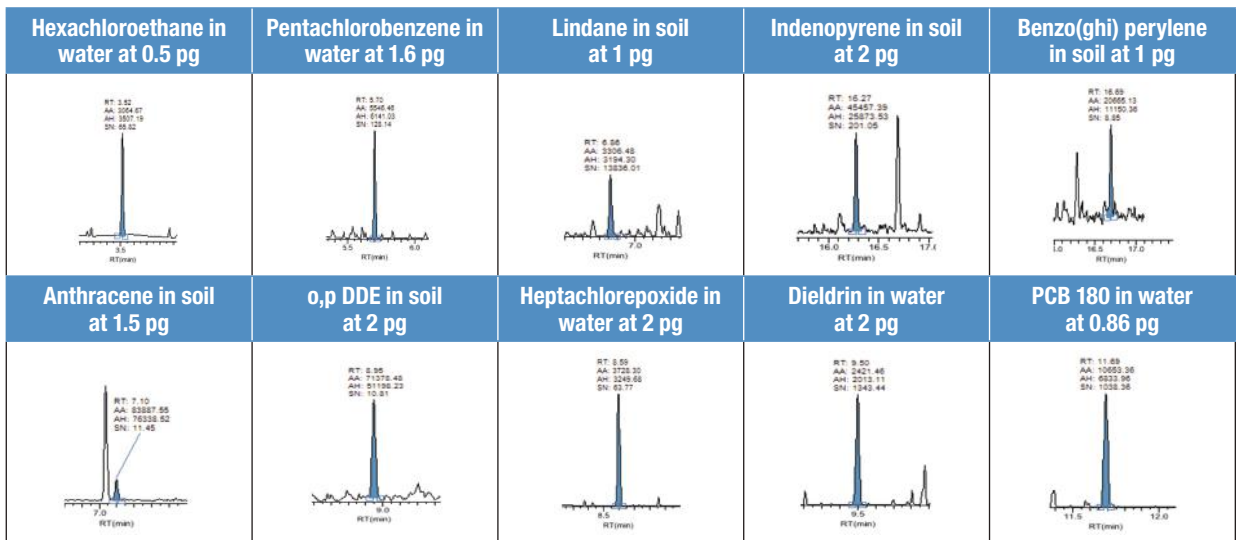 Hexachloroethane in
water at 0.5 pg
Pentachlorobenzene in
water at 1.6 pg
Lindane in soil
at 1 pg
Indenopyrene in soil
at 2 pg
Benzo(ghi) perylene
in soil at 1 pg
RT: 3.52
AA: 3064.67
AH: 3507.19
SN: 65.82
3.5
RT(min)
RT: 5.70
AA: 5546.46
AH: 6141.03
SN: 128.14
5.5 6.0
RT(min)
RT: 6.86
AA: 3306.48
AH: 3194.30
SN: 13836.01
7.0
RT(min)
RT: 16.27
AA: 45457.39
AH: 25873.53
SN: 201.05
16.0 16.5 17.0
RT(min)
RT: 16.69
AA: 20665.13
AH: 11150.36
SN: 8.85
16.5 17.0
RT(min)
Anthracene in soil
at 1.5 pg
o,p DDE in soil
at 2 pg
Heptachlorepoxide in
water at 2 pg
Dieldrin in water
at 2 pg
PCB 180 in water
at 0.86 pg
RT: 7.10
AA: 83887.55
AH: 76338.52
SN: 11.45
7.0
RT(min)
RT: 8.95
AA: 71378.48
AH: 51198.23
SN: 10.81
9.0
RT(min)
RT: 8.59
AA: 3728.30
AH: 3249.68
SN: 63.77
8.5
RT(min)
RT: 9.50
AA: 2421.46
AH: 2013.11
SN: 1343.44
9.5
RT(min)
RT: 11.69
AA: 10653.36
AH: 6833.96
SN: 1038.36
11.5 12.0
RT(min)